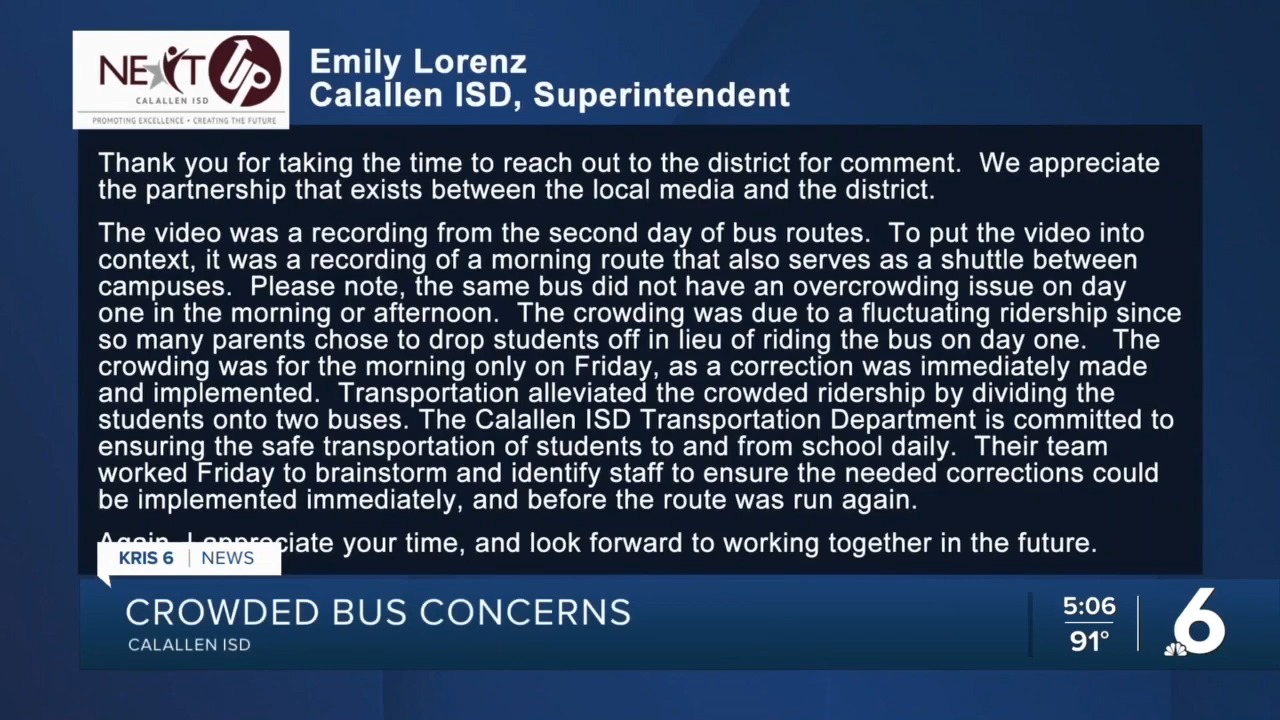 NEXT UP
CALALLEN ISD
PROMOTING EXCELLENCE • CREATING THE FUTURE
Emily Lorenz
Calallen ISD, Superintendent
Thank you for taking the time to reach out to the district for comment.  We appreciate
the partnership that exists between the local media and the district.
The video was a recording from the second day of bus routes.  To put the video into
context, it was a recording of a morning route that also serves as a shuttle between
campuses.  Please note, the same bus did not have an overcrowding issue on day
one in the morning or afternoon.  The crowding was due to a fluctuating ridership since
so many parents chose to drop students off in lieu of riding the bus on day one.   The
crowding was for the morning only on Friday, as a correction was immediately made
and implemented.  Transportation alleviated the crowded ridership by dividing the
students onto two buses. The Calallen ISD Transportation Department is committed to
ensuring the safe transportation of students to and from school daily.  Their team
worked Friday to brainstorm and identify staff to ensure the needed corrections could
be implemented immediately, and before the route was run again.
Again, I appreciate your time, and look forward to working together in the future.
KRIS 6 | NEWS
CROWDED BUS CONCERNS
CALALLEN ISD
5:06
91°
6